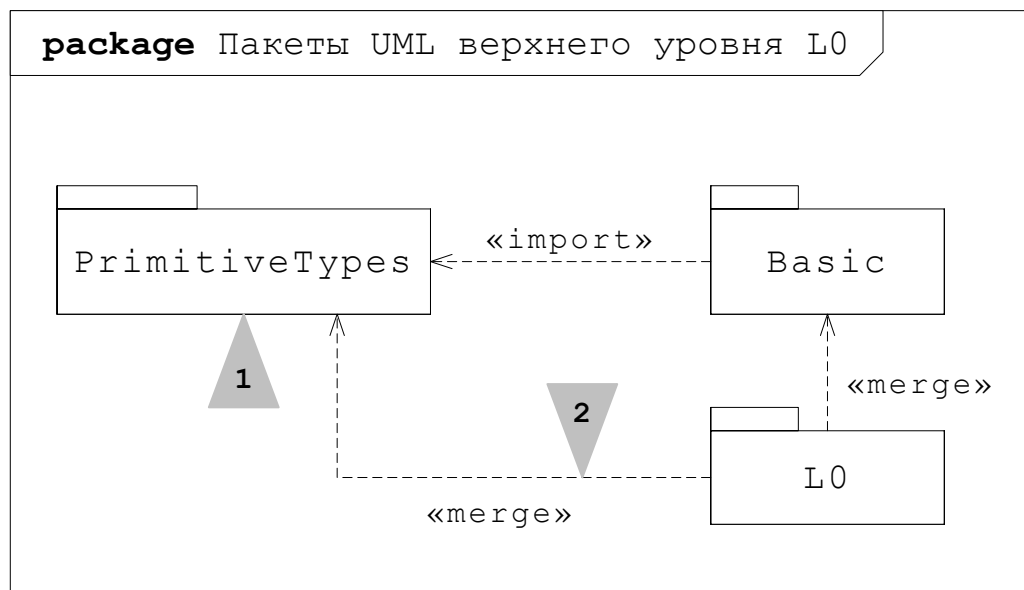 package Пакеты UML верхнего уровня L0
«import»
PrimitiveTypes
Basic
1
2
«merge»
L0
«merge»